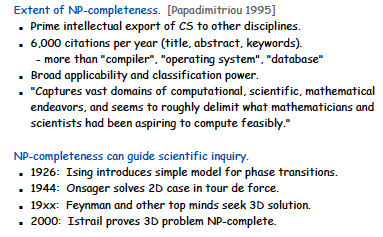 Extent of NP-completeness. [Papadimitriou 1995]
▪ Prime intellectual export of CS to other disciplines.
▪ 6,000 citations per year (title, abstract, keywords).
- more than "compiler", "operating system", "database"
▪ Broad applicability and classification power.
▪ "Captures vast domains of computational, scientific, mathematical
endeavors, and seems to roughly delimit what mathematicians and
scientists had been aspiring to compute feasibly."
NP-completeness can guide scientific inquiry.
▪ 1926: Ising introduces simple model for phase transitions.
▪ 1944: Onsager solves 2D case in tour de force.
▪ 19xx: Feynman and other top minds seek 3D solution.
▪ 2000: Istrail proves 3D problem NP-complete.